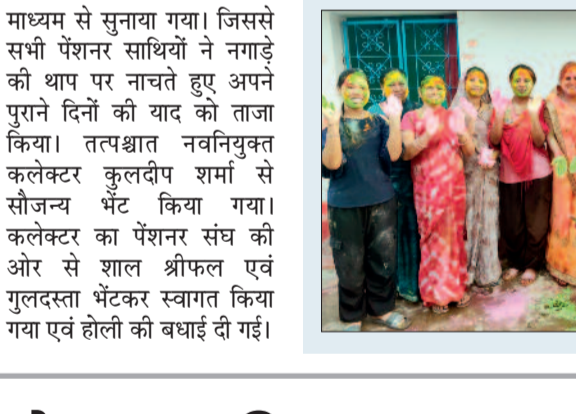 माध्यम से सुनाया गया। जिससे
सभी पेंशनर साथियों ने नगाड़े
की थाप पर नाचते हुए अपने
पुराने दिनों की याद को ताजा
किया। तत्पश्चात नवनियुक्त
कलेक्टर कुलदीप शर्मा से
सौजन्य भेंट किया गया।
कलेक्टर का पेंशनर संघ की
ओर से शाल श्रीफल एवं
गुलदस्ता भेंटकर स्वागत किया
गया एवं होली की बधाई दी गई।